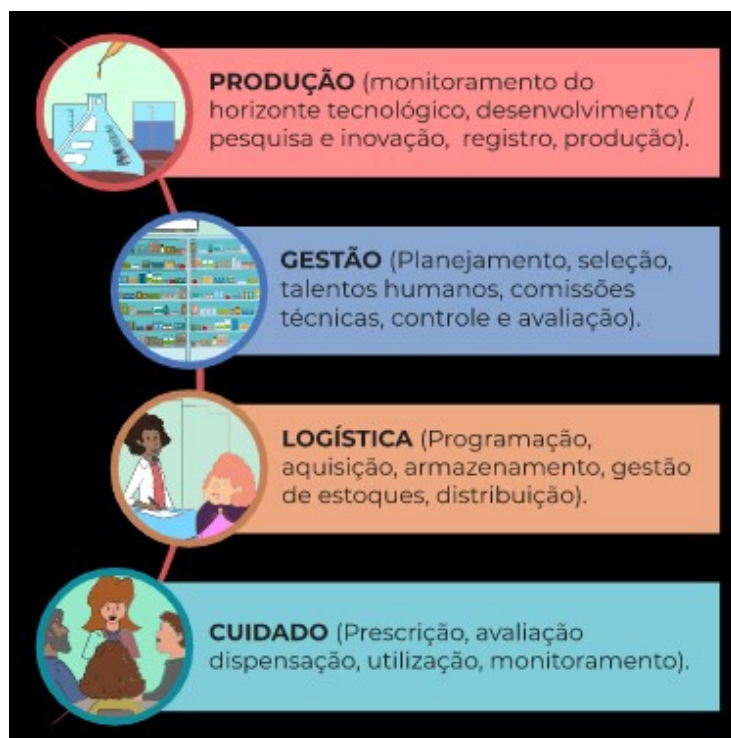 PRODUÇÃO (monitoramento do
horizonte tecnológico, desenvolvimento /
pesquisa e inovação, registro, produção).
GESTÃO (Planejamento, seleção,
talentos humanos, comissões
técnicas, controle e avaliação).
LOGÍSTICA (Programação,
aquisição, armazenamento, gestão
de estoques, distribuição).
CUIDADO (Prescrição, avaliação
dispensação, utilização, monitoramento).